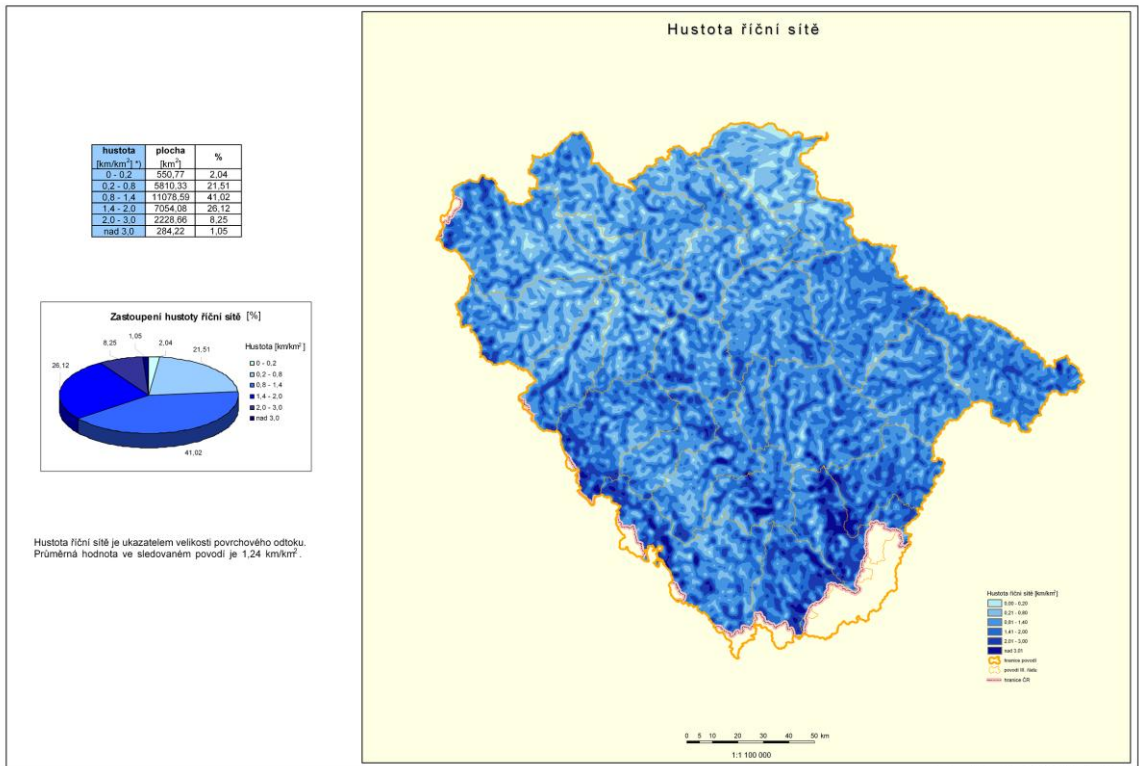 Hustota říční sítě
hustota plocha %
[km/km²] *) [km²]
0 - 0,2 550,77 2,04
0,2 - 0,8 5810,33 21,51
0,8 - 1,4 11078,59 41,02
1,4 - 2,0 7054,08 26,12
2,0 - 3,0 2228,66 8,25
nad 3,0 284,22 1,05
Zastoupení hustoty říční sítě [%]
1,05
8,25
2,04
21,51
26,12
41,02
Hustota [km/km²]
0 - 0,2
0,2 - 0,8
0,8 - 1,4
1,4 - 2,0
2,0 - 3,0
nad 3,0
Hustota říční sítě je ukazatelem velikosti povrchového odtoku.
Průměrná hodnota ve sledovaném povodí je 1,24 km/km².
Hustota říční sítě [km/km²]
0,00 - 0,20
0,21 - 0,80
0,81 - 1,40
1,41 - 2,00
2,01 - 3,00
nad 3,01
hranice povodí
povodí III. řádu
hranice ČR
0 5 10 20 30 40 50 km
1:1 100 000